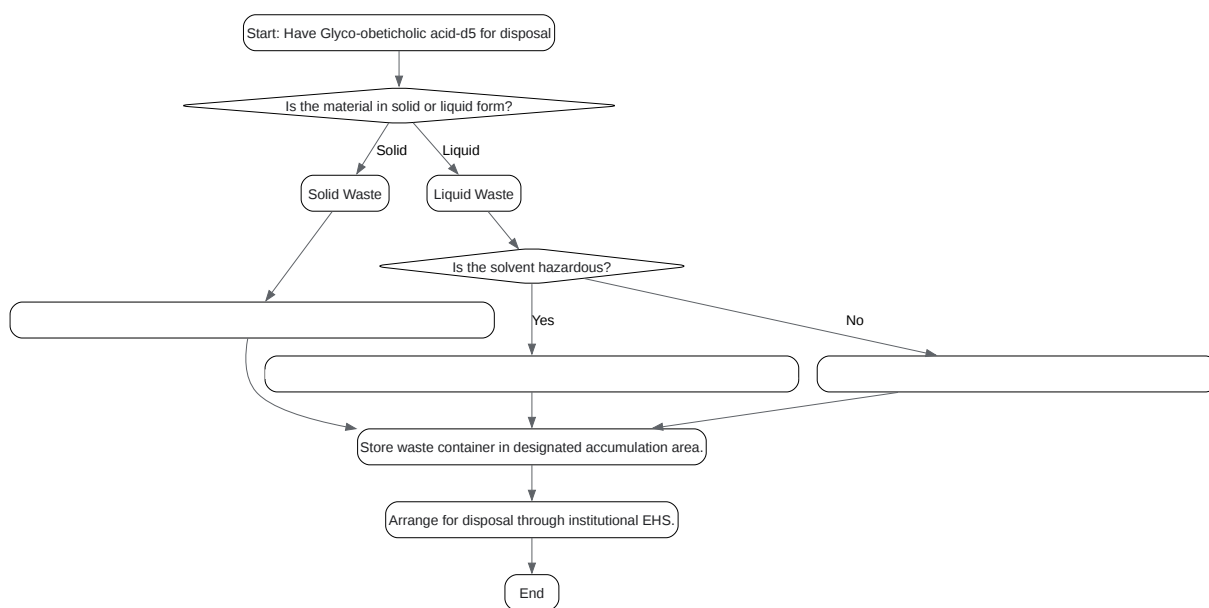 Start: Have Glyco-obeticholic acid-d5 for disposal
Is the material in solid or liquid form?
Solid
Liquid
Solid Waste
Liquid Waste
Is the solvent hazardous?
Yes
No
Store waste container in designated accumulation area.
Arrange for disposal through institutional EHS.
End